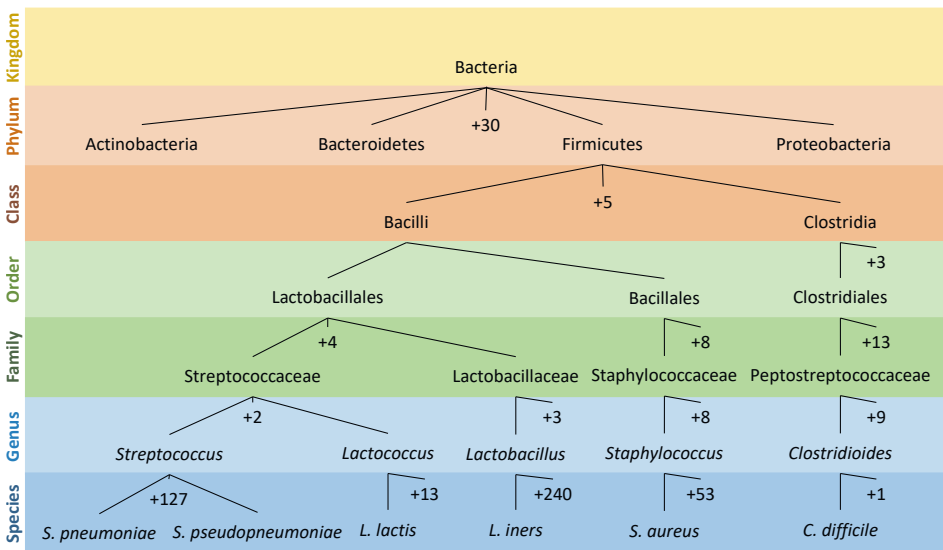 Kingdom
Bacteria
Phylum
+30
Actinobacteria Bacteroidetes Firmicutes Proteobacteria
Class
+5
Bacilli Clostridia
Order
+3
Lactobacillales Bacillales Clostridiales
Family
+4 +8 +13
Streptococcaceae Lactobacillaceae Staphylococcaceae Peptostreptococcaceae
Genus
+2 +3 +8 +9
Streptococcus Lactococcus Lactobacillus Staphylococcus Clostridioides
Species
+127 +13 +240 +53 +1
S. pneumoniae S. pseudopneumoniae L. lactis L. iners S. aureus C. difficile